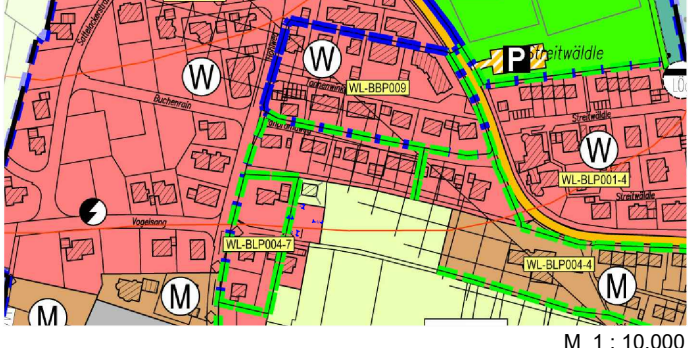 Sattelackerstraße
W
W
P
Streitwäldle
WL-BBP009
Buchenrain
Streitwäldle
W
WL-BLP001-4
Streitwäldle
Vogelsang
WL-BLP004-7
WL-BLP004-4
M
M
M
M 1 : 10.000